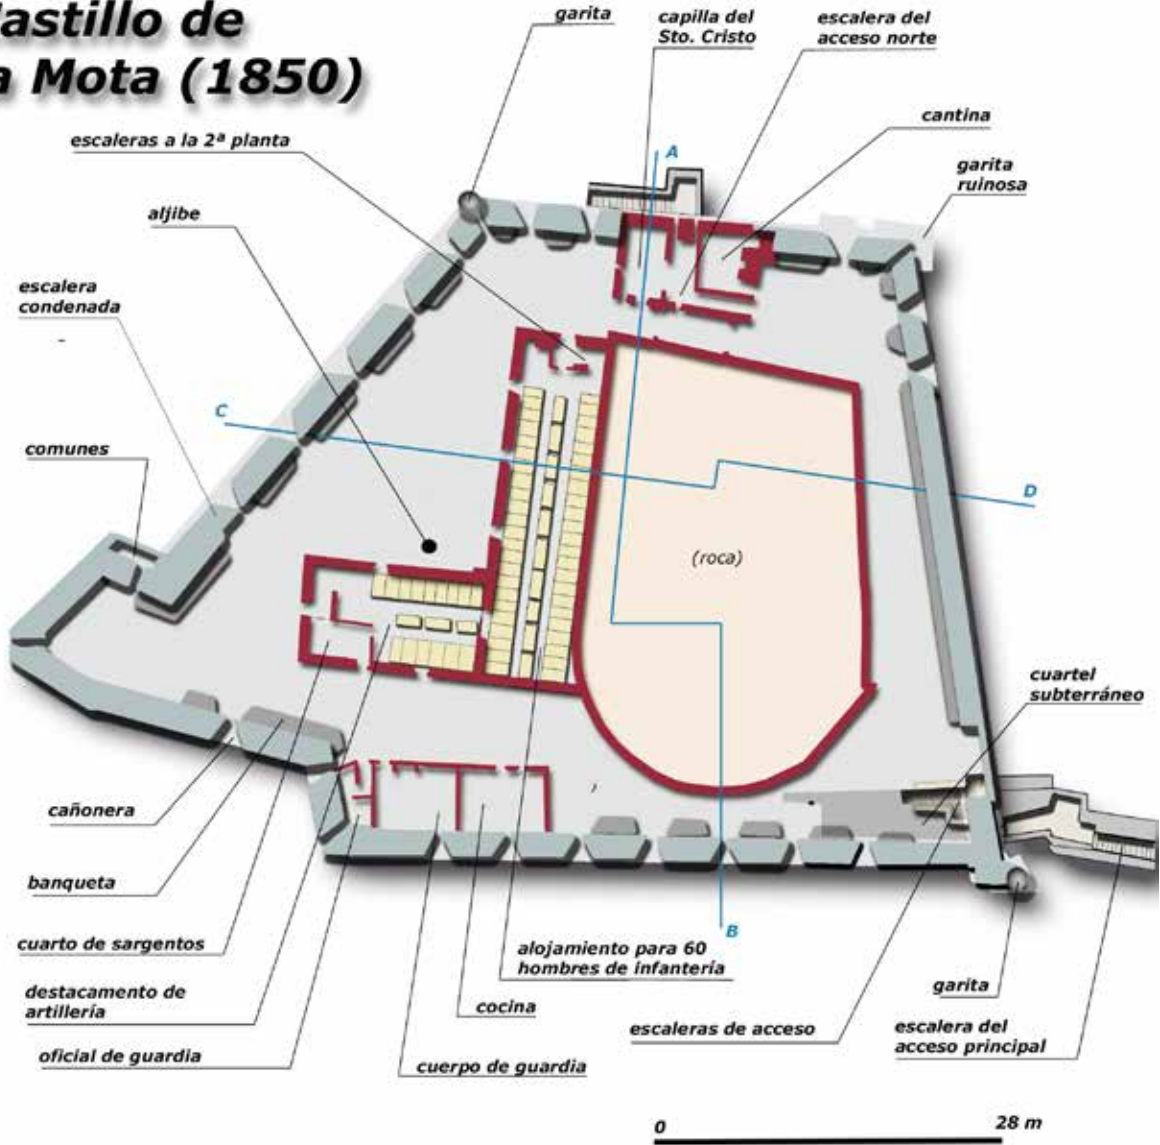 astillo de
a Mota (1850)
garita
capilla del
Sto. Cristo
escalera del
acceso norte
escaleras a la 2ª planta
cantina
garita
ruinosa
aljibe
A
escalera
condenada
C
comunes
D
(roca)
cuartel
subterráneo
cañonera
banqueta
B
cuarto de sargentos
alojamiento para 60
hombres de infantería
destacamento de
artillería
cocina
garita
escaleras de acceso
escalera del
acceso principal
oficial de guardia
cuerpo de guardia
0
28 m